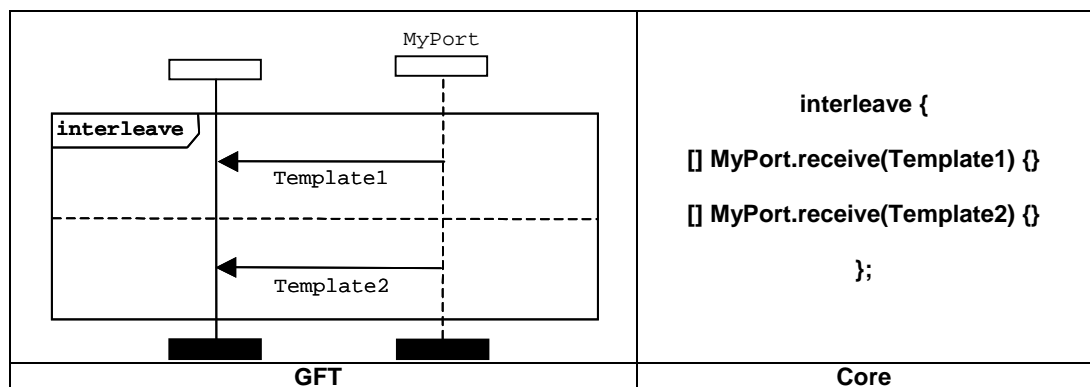 MyPort
interleave
Template1
Template2
interleave {
[] MyPort.receive(Template1) {}
[] MyPort.receive(Template2) {}
};
GFT
Core